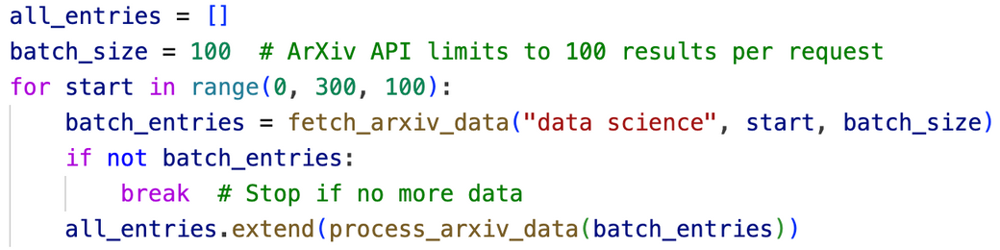 all_entries = []
batch_size = 100  # ArXiv API limits to 100 results per request
for start in range(0, 300, 100):
    batch_entries = fetch_arxiv_data("data science", start, batch_size)
    if not batch_entries:
        break  # Stop if no more data
    all_entries.extend(process_arxiv_data(batch_entries))